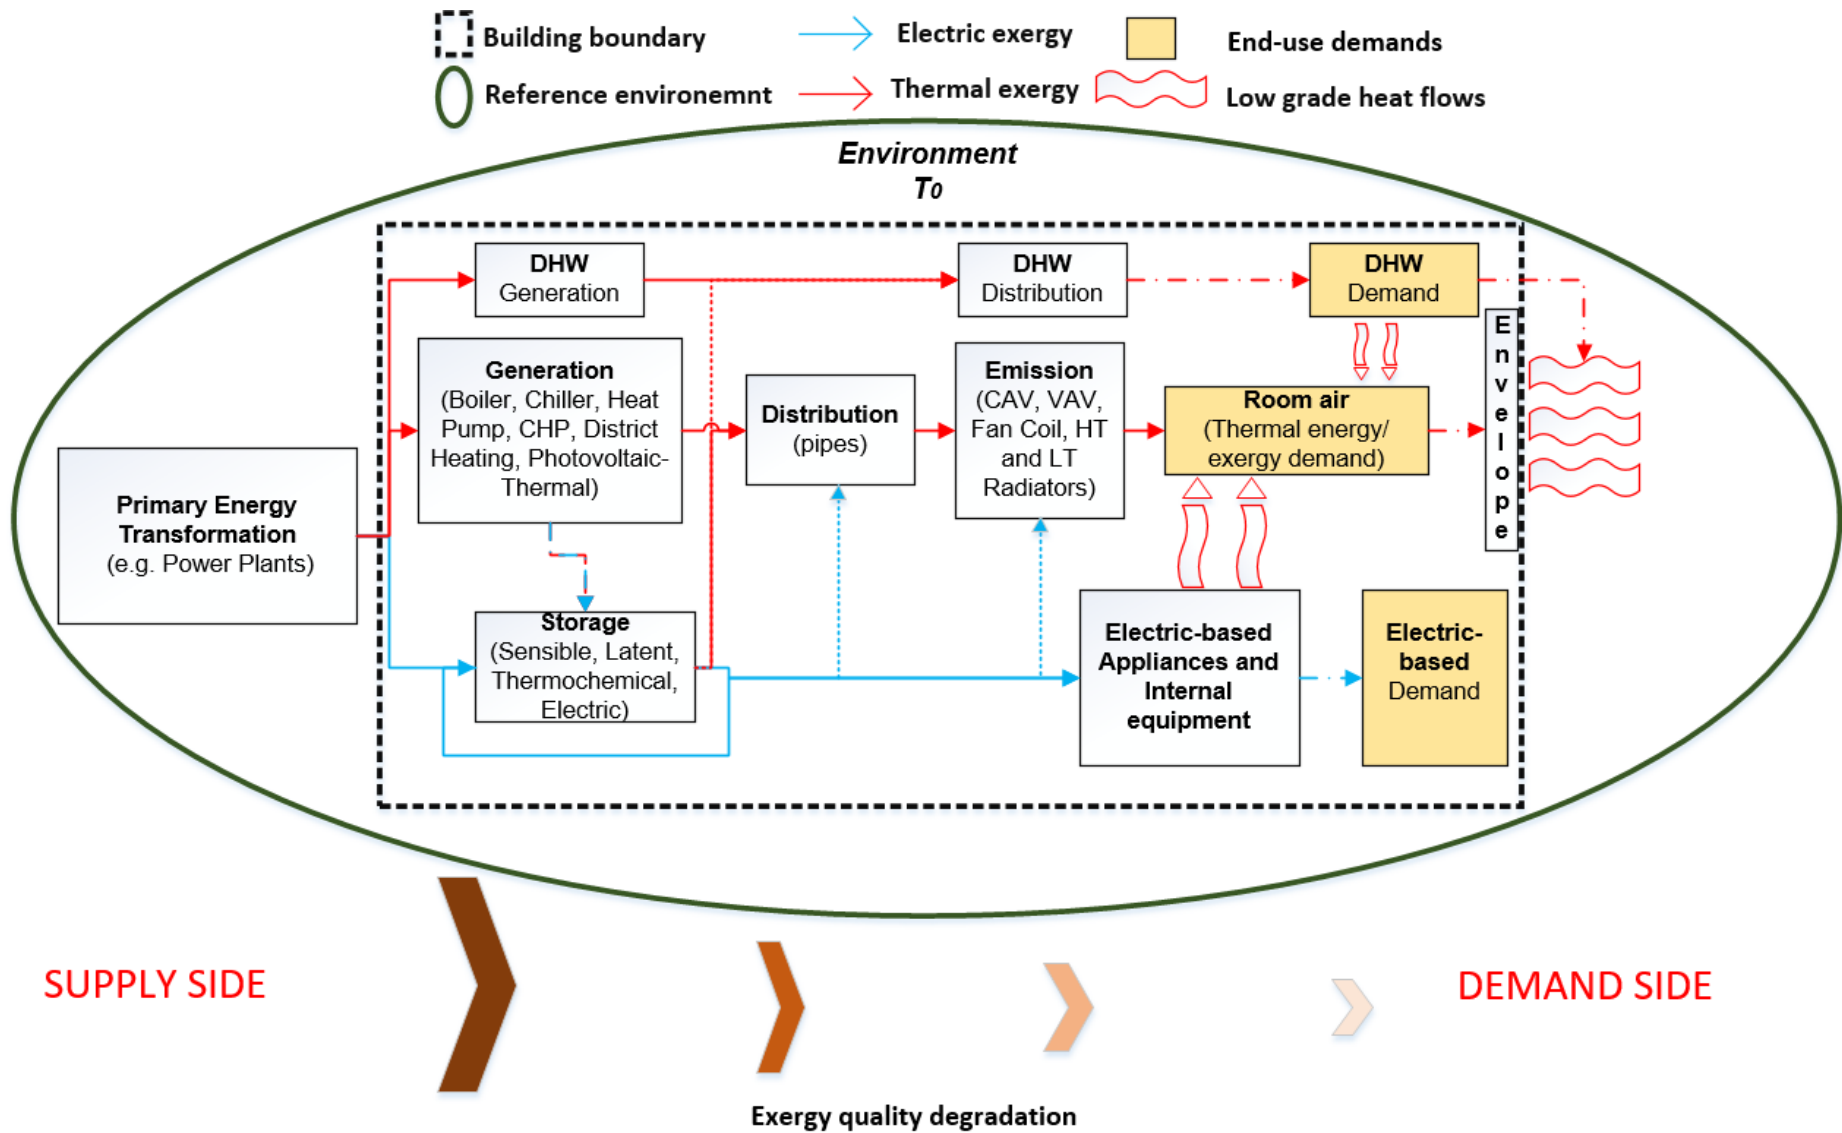 Building boundary
Electric exergy
End-use demands
Reference environemnt
Thermal exergy
Low grade heat flows
Environment
T0
DHW
Generation
DHW
Distribution
DHW
Demand
Envelope
Generation
(Boiler, Chiller, Heat
Pump, CHP, District
Heating, Photovoltaic-
Thermal)
Distribution
(pipes)
Emission
(CAV, VAV,
Fan Coil, HT
and LT
Radiators)
Room air
(Thermal energy/
exergy demand)
Primary Energy
Transformation
(e.g. Power Plants)
Storage
(Sensible, Latent,
Thermochemical,
Electric)
Electric-based
Appliances and
Internal
equipment
Electric-
based
Demand
SUPPLY SIDE
DEMAND SIDE
Exergy quality degradation